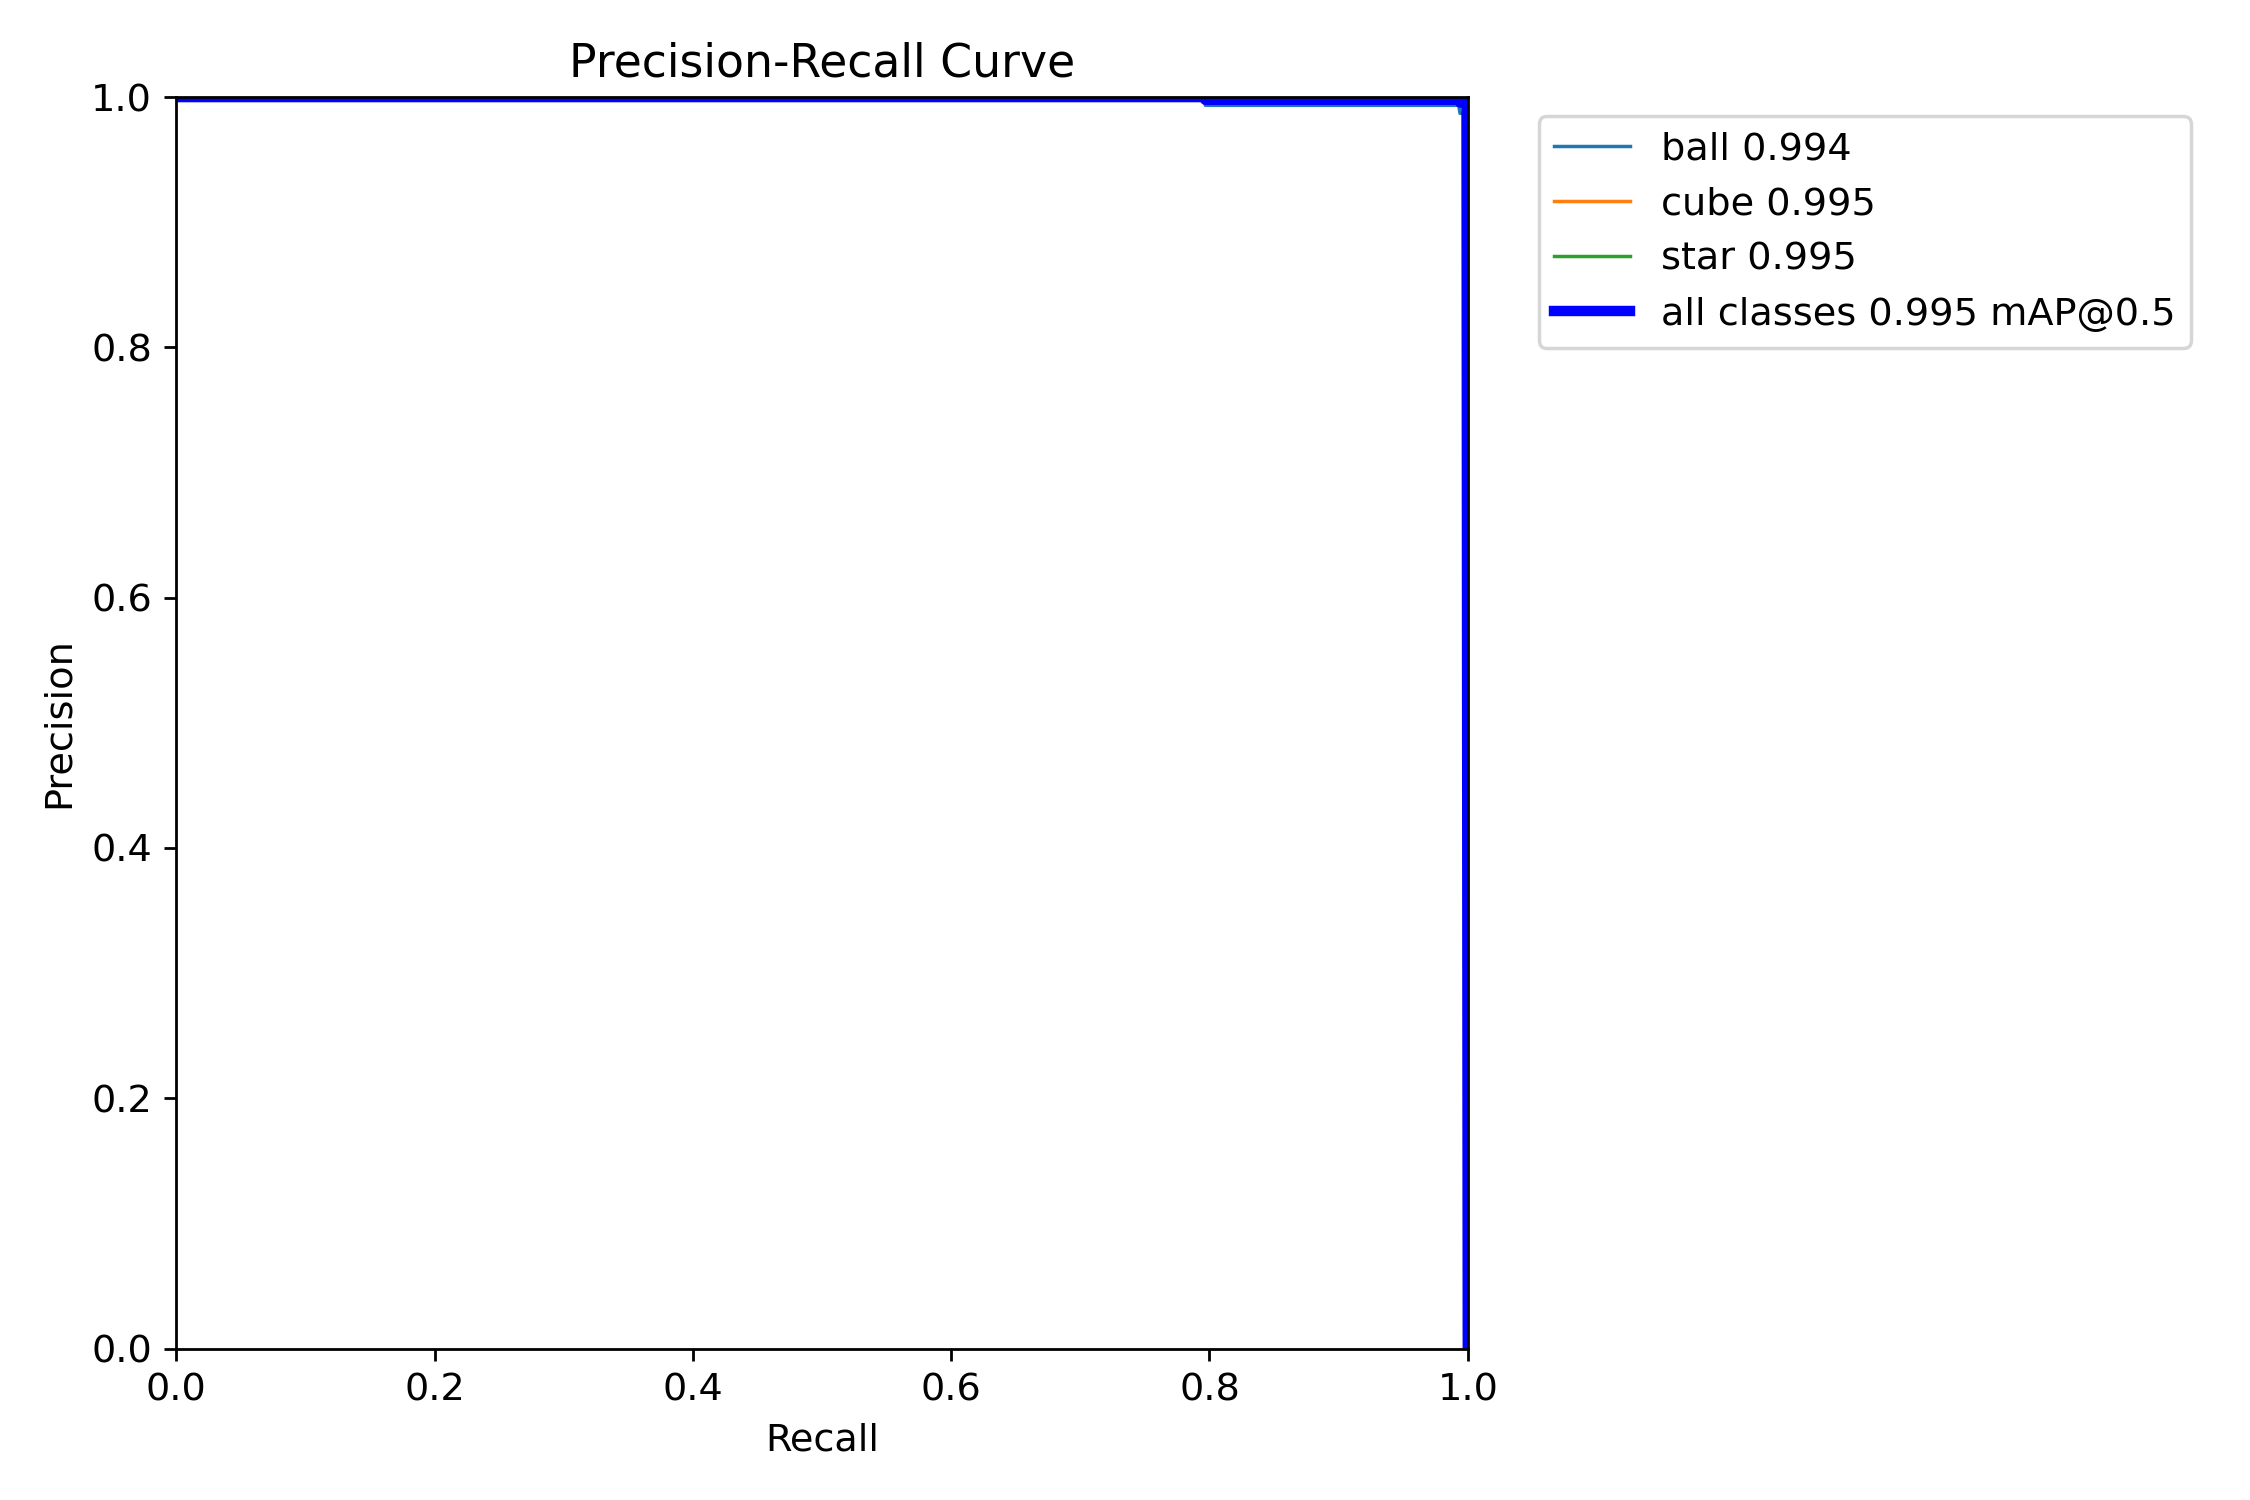 Precision-Recall Curve
1.0
0.8
0.6
0.4
0.2
0.0
Precision
0.0 0.2 0.4 0.6 0.8 1.0
Recall
ball 0.994
cube 0.995
star 0.995
all classes 0.995 mAP@0.5